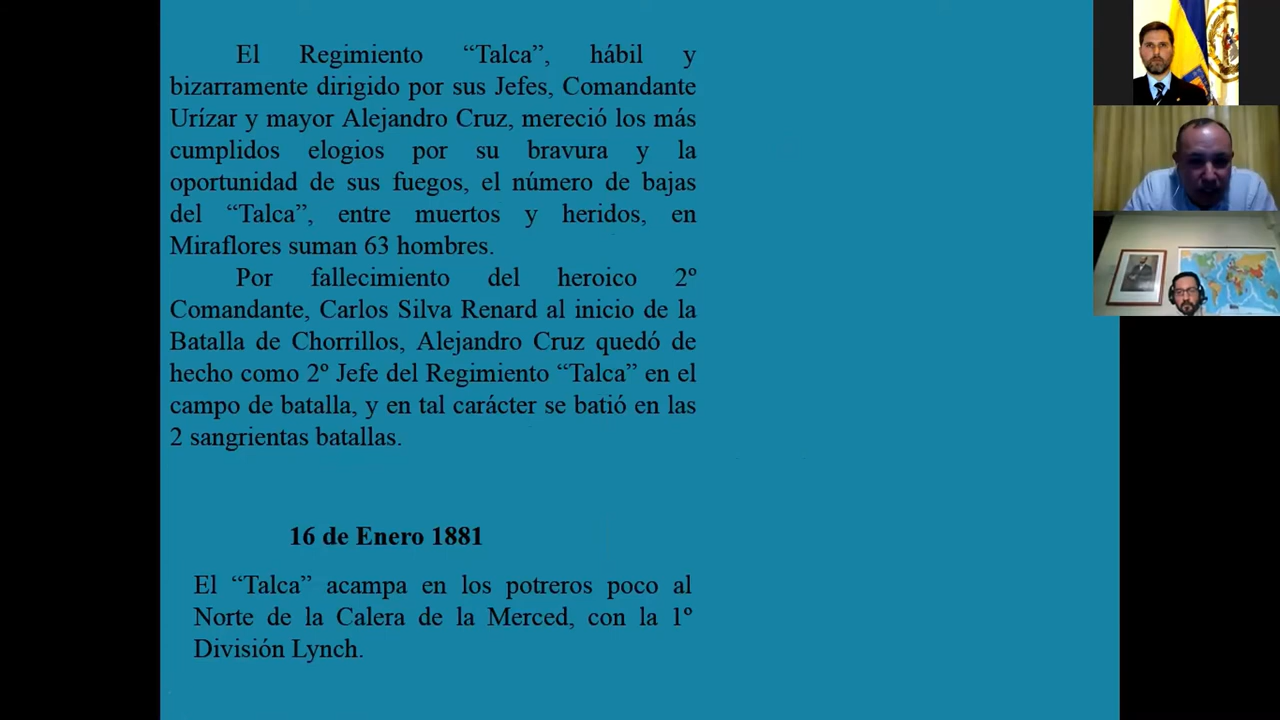 El Regimiento “Talca”, hábil y
bizarramente dirigido por sus Jefes, Comandante
Urízar y mayor Alejandro Cruz, mereció los más
cumplidos elogios por su bravura y la
oportunidad de sus fuegos, el número de bajas
del “Talca”, entre muertos y heridos, en
Miraflores suman 63 hombres.
Por fallecimiento del heroico 2º
Comandante, Carlos Silva Renard al inicio de la
Batalla de Chorrillos, Alejandro Cruz quedó de
hecho como 2º Jefe del Regimiento “Talca” en el
campo de batalla, y en tal carácter se batió en las
2 sangrientas batallas.
16 de Enero 1881
El “Talca” acampa en los potreros poco al
Norte de la Calera de la Merced, con la 1º
División Lynch.